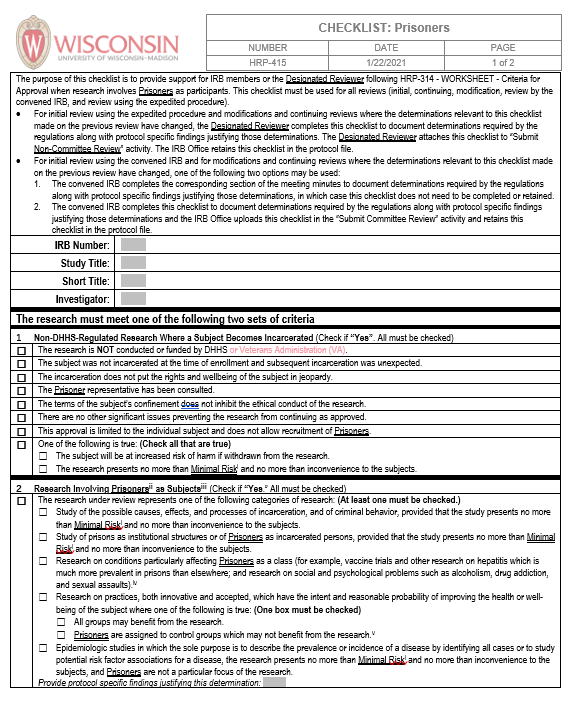 WISCONSIN
UNIVERSITY OF WISCONSIN–MADISON
CHECKLIST: Prisoners
NUMBER DATE PAGE
HRP-415 1/22/2021 1 of 2
The purpose of this checklist is to provide support for IRB members or the Designated Reviewer following HRP-314 - WORKSHEET - Criteria for
Approval when research involves Prisoners as participants. This checklist must be used for all reviews (initial, continuing, modification, review by the
convened IRB, and review using the expedited procedure).
• For initial review using the expedited procedure and modifications and continuing reviews where the determinations relevant to this checklist
made on the previous review have changed, the Designated Reviewer completes this checklist to document determinations required by the
regulations along with protocol specific findings justifying those determinations. The Designated Reviewer attaches this checklist to “Submit
Non-Committee Review” activity. The IRB Office retains this checklist in the protocol file.
• For initial review using the convened IRB and for modifications and continuing reviews where the determinations relevant to this checklist made
on the previous review have changed, one of the following two options may be used:
1. The convened IRB completes the corresponding section of the meeting minutes to document determinations required by the regulations
along with protocol specific findings justifying those determinations, in which case this checklist does not need to be completed or retained.
2. The convened IRB completes this checklist to document determinations required by the regulations along with protocol specific findings
justifying those determinations and the IRB Office uploads this checklist in the “Submit Committee Review” activity and retains this
checklist in the protocol file.
IRB Number:
Study Title:
Short Title:
Investigator:
The research must meet one of the following two sets of criteria
1 Non-DHHS-Regulated Research Where a Subject Becomes Incarcerated (Check if “Yes”. All must be checked)
☐ The research is NOT conducted or funded by DHHS or Veterans Administration (VA).
☐ The subject was not incarcerated at the time of enrollment and subsequent incarceration was unexpected.
☐ The incarceration does not put the rights and wellbeing of the subject in jeopardy.
☐ The Prisoner representative has been consulted.
☐ The terms of the subject’s confinement does not inhibit the ethical conduct of the research.
☐ There are no other significant issues preventing the research from continuing as approved.
☐ This approval is limited to the individual subject and does not allow recruitment of Prisoners.
☐ One of the following is true: (Check all that are true)
☐ The subject will be at increased risk of harm if withdrawn from the research.
☐ The research presents no more than Minimal Riskⁱ and no more than inconvenience to the subjects.
2 Research Involving Prisonersⁱⁱ as Subjectsⁱⁱⁱ (Check if “Yes.” All must be checked)
☐ The research under review represents one of the following categories of research: (At least one must be checked.)
☐ Study of the possible causes, effects, and processes of incarceration, and of criminal behavior, provided that the study presents no more
than Minimal Riskⁱ and no more than inconvenience to the subjects.
☐ Study of prisons as institutional structures or of Prisoners as incarcerated persons, provided that the study presents no more than Minimal
Riskⁱ and no more than inconvenience to the subjects.
☐ Research on conditions particularly affecting Prisoners as a class (for example, vaccine trials and other research on hepatitis which is
much more prevalent in prisons than elsewhere; and research on social and psychological problems such as alcoholism, drug addiction,
and sexual assaults).ⁱᵛ
☐ Research on practices, both innovative and accepted, which have the intent and reasonable probability of improving the health or well-
being of the subject where one of the following is true: (One box must be checked)
☐ All groups may benefit from the research.
☐ Prisoners are assigned to control groups which may not benefit from the research.ᵛ
☐ Epidemiologic studies in which the sole purpose is to describe the prevalence or incidence of a disease by identifying all cases or to study
potential risk factor associations for a disease, the research presents no more than Minimal Riskⁱ and no more than inconvenience to the
subjects, and Prisoners are not a particular focus of the research.
Provide protocol specific findings justifying this determination: